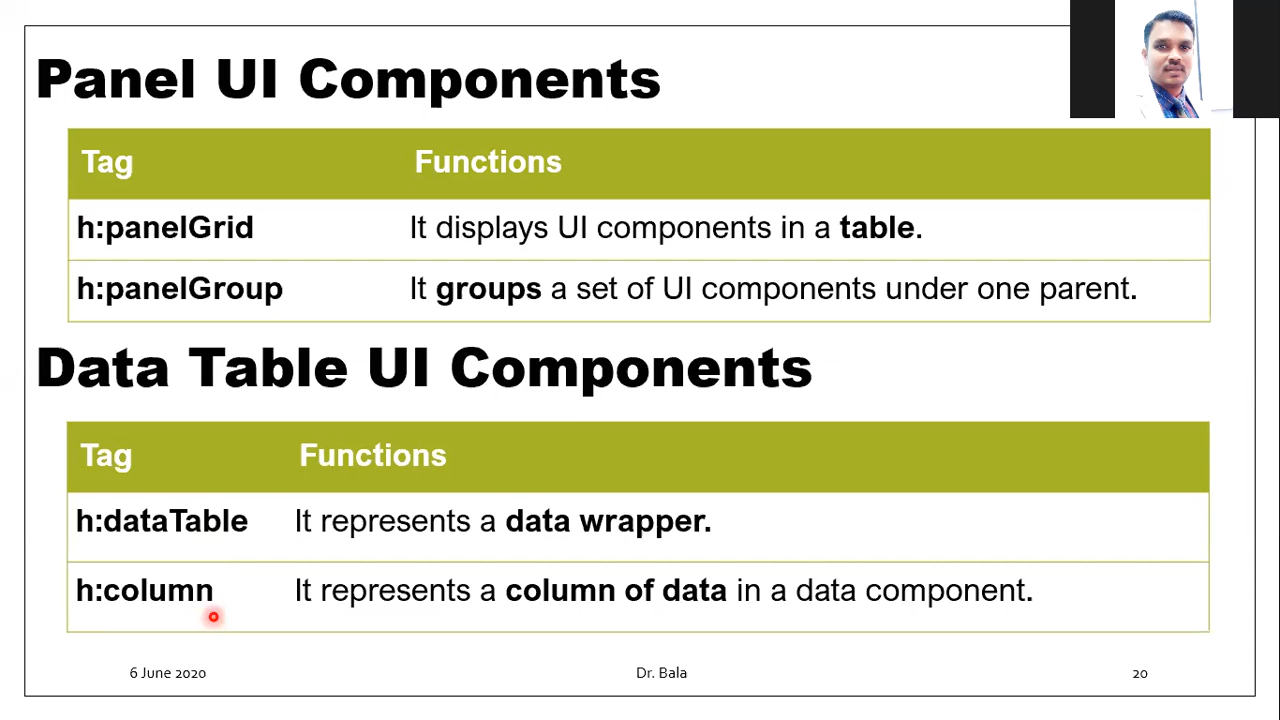 Panel UI Components
Tag Functions
h:panelGrid It displays UI components in a table.
h:panelGroup It groups a set of UI components under one parent.
Data Table UI Components
Tag Functions
h:dataTable It represents a data wrapper.
h:column It represents a column of data in a data component.
6 June 2020 Dr. Bala 20